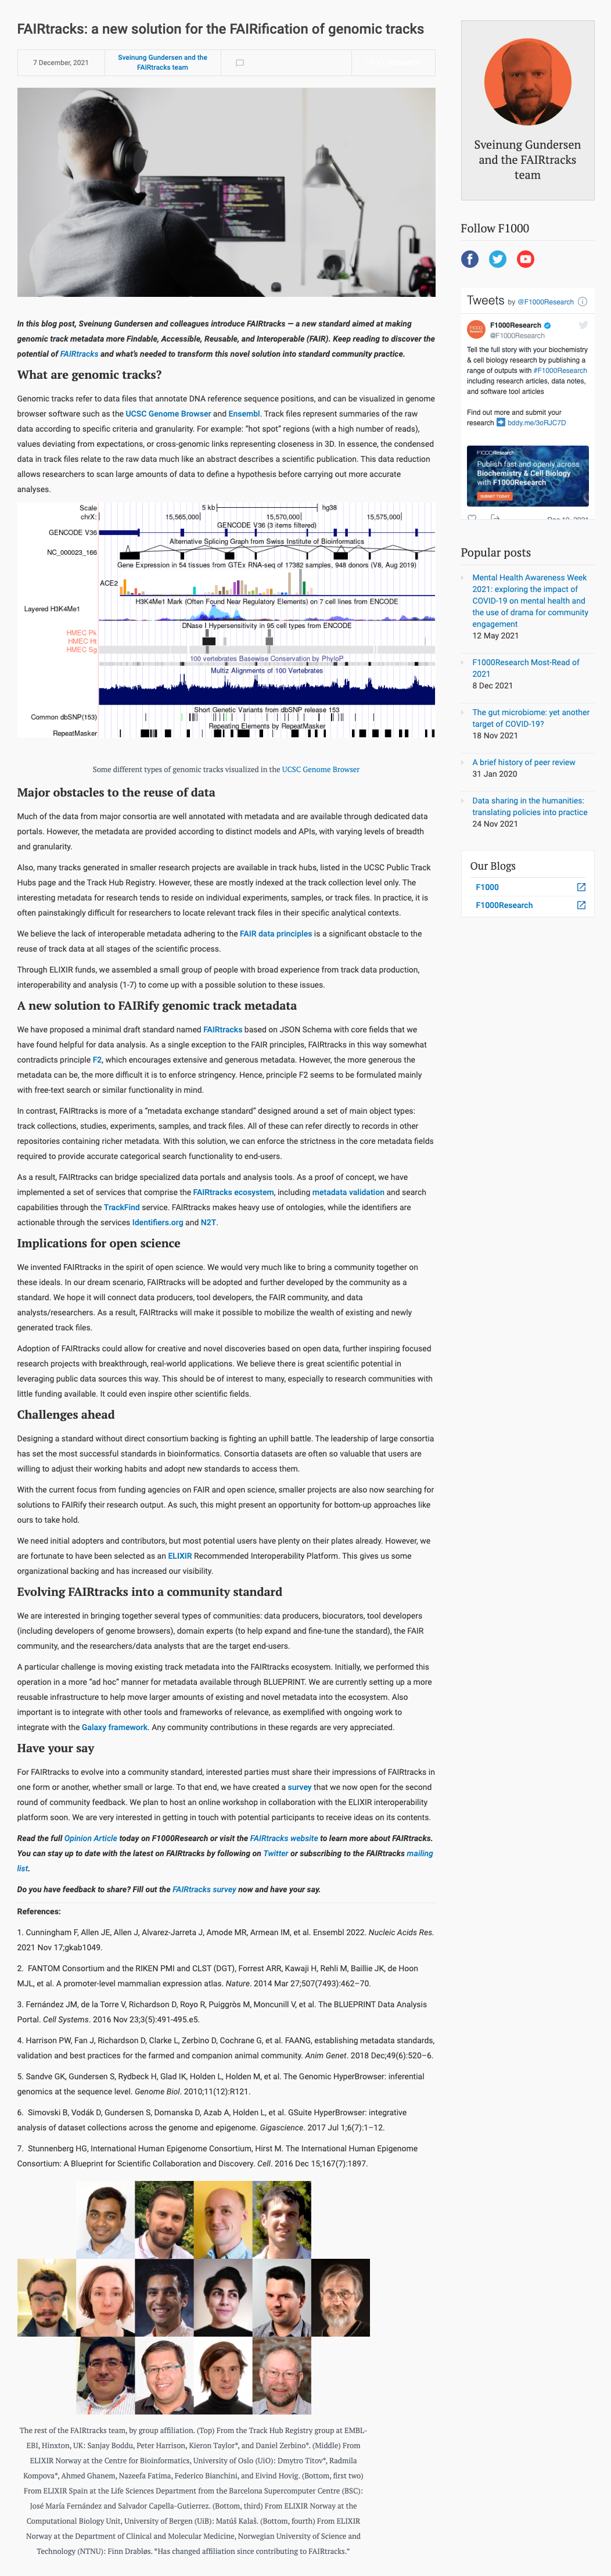 FAIRtracks: a new solution for the FAIRification of genomic tracks
7 December, 2021
Sveinung Gundersen and the
FAIRtracks team
In this blog post, Sveinung Gundersen and colleagues introduce FAIRtracks — a new standard aimed at making
genomic track metadata more Findable, Accessible, Reusable, and Interoperable (FAIR). Keep reading to discover the
potential of FAIRtracks and what's needed to transform this novel solution into standard community practice.
What are genomic tracks?
Genomic tracks refer to data files that annotate DNA reference sequence positions, and can be visualized in genome
browser software such as the UCSC Genome Browser and Ensembl. Track files represent summaries of the raw
data according to specific criteria and granularity. For example: "hot spot" regions (with a high number of reads),
values deviating from expectations, or cross-genomic links representing closeness in 3D. In essence, the condensed
data in track files relate to the raw data much like an abstract describes a scientific publication. This data reduction
allows researchers to scan large amounts of data to define a hypothesis before carrying out more accurate
analyses.
Scale
5 kb
hg38
chrX:
15,565,000
15,570,000
15,575,000
GENCODE V36 (3 items filtered)
GENCODE V36
Alternative Splicing Graph from Swiss Institute of Bioinformatics
NC_000023_166
Gene Expression in 54 tissues from GTEx RNA-seq of 17382 samples, 948 donors (V8, Aug 2019)
ACE2
H3K4Me1 Mark (Often Found Near Regulatory Elements) on 7 cell lines from ENCODE
Layered H3K4Me1
DNase I Hypersensitivity in 95 cell types from ENCODE
HMEC Pk
HMEC Ht
HMEC Sg
100 vertebrates Basewise Conservation by PhyloP
Multiz Alignments of 100 Vertebrates
Short Genetic Variants from dbSNP release 153
Common dbSNP(153)
Repeating Elements by RepeatMasker
RepeatMasker
Some different types of genomic tracks visualized in the UCSC Genome Browser
Major obstacles to the reuse of data
Much of the data from major consortia are well annotated with metadata and are available through dedicated data
portals. However, the metadata are provided according to distinct models and APIs, with varying levels of breadth
and granularity.
Also, many tracks generated in smaller research projects are available in track hubs, listed in the UCSC Public Track
Hubs page and the Track Hub Registry. However, these are mostly indexed at the track collection level only. The
interesting metadata for research tends to reside on individual experiments, samples, or track files. In practice, it is
often painstakingly difficult for researchers to locate relevant track files in their specific analytical contexts.
We believe the lack of interoperable metadata adhering to the FAIR data principles is a significant obstacle to the
reuse of track data at all stages of the scientific process.
Through ELIXIR funds, we assembled a small group of people with broad experience from track data production,
interoperability and analysis (1-7) to come up with a possible solution to these issues.
A new solution to FAIRify genomic track metadata
We have proposed a minimal draft standard named FAIRtracks based on JSON Schema with core fields that we
have found helpful for data analysis. As a single exception to the FAIR principles, FAIRtracks in this way somewhat
contradicts principle F2, which encourages extensive and generous metadata. However, the more generous the
metadata can be, the more difficult it is to enforce stringency. Hence, principle F2 seems to be formulated mainly
with free-text search or similar functionality in mind.
In contrast, FAIRtracks is more of a "metadata exchange standard" designed around a set of main object types:
track collections, studies, experiments, samples, and track files. All of these can refer directly to records in other
repositories containing richer metadata. With this solution, we can enforce the strictness in the core metadata fields
required to provide accurate categorical search functionality to end-users.
As a result, FAIRtracks can bridge specialized data portals and analysis tools. As a proof of concept, we have
implemented a set of services that comprise the FAIRtracks ecosystem, including metadata validation and search
capabilities through the TrackFind service. FAIRtracks makes heavy use of ontologies, while the identifiers are
actionable through the services Identifiers.org and N2T.
Implications for open science
We invented FAIRtracks in the spirit of open science. We would very much like to bring a community together on
these ideals. In our dream scenario, FAIRtracks will be adopted and further developed by the community as a
standard. We hope it will connect data producers, tool developers, the FAIR community, and data
analysts/researchers. As a result, FAIRtracks will make it possible to mobilize the wealth of existing and newly
generated track files.
Adoption of FAIRtracks could allow for creative and novel discoveries based on open data, further inspiring focused
research projects with breakthrough, real-world applications. We believe there is great scientific potential in
leveraging public data sources this way. This should be of interest to many, especially to research communities with
little funding available. It could even inspire other scientific fields.
Challenges ahead
Designing a standard without direct consortium backing is fighting an uphill battle. The leadership of large consortia
has set the most successful standards in bioinformatics. Consortia datasets are often so valuable that users are
willing to adjust their working habits and adopt new standards to access them.
With the current focus from funding agencies on FAIR and open science, smaller projects are also now searching for
solutions to FAIRify their research output. As such, this might present an opportunity for bottom-up approaches like
ours to take hold.
We need initial adopters and contributors, but most potential users have plenty on their plates already. However, we
are fortunate to have been selected as an ELIXIR Recommended Interoperability Platform. This gives us some
organizational backing and has increased our visibility.
Evolving FAIRtracks into a community standard
We are interested in bringing together several types of communities: data producers, biocurators, tool developers
(including developers of genome browsers), domain experts (to help expand and fine-tune the standard), the FAIR
community, and the researchers/data analysts that are the target end-users.
A particular challenge is moving existing track metadata into the FAIRtracks ecosystem. Initially, we performed this
operation in a more "ad hoc" manner for metadata available through BLUEPRINT. We are currently setting up a more
reusable infrastructure to help move larger amounts of existing and novel metadata into the ecosystem. Also
important is to integrate with other tools and frameworks of relevance, as exemplified with ongoing work to
integrate with the Galaxy framework. Any community contributions in these regards are very appreciated.
Have your say
For FAIRtracks to evolve into a community standard, interested parties must share their impressions of FAIRtracks in
one form or another, whether small or large. To that end, we have created a survey that we now open for the second
round of community feedback. We plan to host an online workshop in collaboration with the ELIXIR interoperability
platform soon. We are very interested in getting in touch with potential participants to receive ideas on its contents.
Read the full Opinion Article today on F1000Research or visit the FAIRtracks website to learn more about FAIRtracks.
You can stay up to date with the latest on FAIRtracks by following on Twitter or subscribing to the FAIRtracks mailing
list.
Do you have feedback to share? Fill out the FAIRtracks survey now and have your say.
References:
1. Cunningham F, Allen JE, Allen J, Alvarez-Jarreta J, Amode MR, Armean IM, et al. Ensembl 2022. Nucleic Acids Res.
2021 Nov 17;gkab1049.
2. FANTOM Consortium and the RIKEN PMI and CLST (DGT), Forrest ARR, Kawaji H, Rehli M, Baillie JK, de Hoon
MJL, et al. A promoter-level mammalian expression atlas. Nature. 2014 Mar 27;507(7493):462–70.
3. Fernández JM, de la Torre V, Richardson D, Royo R, Puiggròs M, Moncunill V, et al. The BLUEPRINT Data Analysis
Portal. Cell Systems. 2016 Nov 23;3(5):491-495.e5.
4. Harrison PW, Fan J, Richardson D, Clarke L, Zerbino D, Cochrane G, et al. FAANG, establishing metadata standards,
validation and best practices for the farmed and companion animal community. Anim Genet. 2018 Dec;49(6):520–6.
5. Sandve GK, Gundersen S, Rydbeck H, Glad IK, Holden L, Holden M, et al. The Genomic HyperBrowser: inferential
genomics at the sequence level. Genome Biol. 2010;11(12):R121.
6. Simovski B, Vodák D, Gundersen S, Domanska D, Azab A, Holden L, et al. GSuite HyperBrowser: integrative
analysis of dataset collections across the genome and epigenome. Gigascience. 2017 Jul 1;6(7):1–12.
7. Stunnenberg HG, International Human Epigenome Consortium, Hirst M. The International Human Epigenome
Consortium: A Blueprint for Scientific Collaboration and Discovery. Cell. 2016 Dec 15;167(7):1897.
The rest of the FAIRtracks team, by group affiliation. (Top) From the Track Hub Registry group at EMBL-
EBI, Hinxton, UK: Sanjay Boddu, Peter Harrison, Kieron Taylor*, and Daniel Zerbino*. (Middle) From
ELIXIR Norway at the Centre for Bioinformatics, University of Oslo (UiO): Dmytro Titov*, Radmila
Kompova*, Ahmed Ghanem, Nazeefa Fatima, Federico Bianchini, and Eivind Hovig. (Bottom, first two)
From ELIXIR Spain at the Life Sciences Department from the Barcelona Supercomputer Centre (BSC):
José María Fernández and Salvador Capella-Gutierrez. (Bottom, third) From ELIXIR Norway at the
Computational Biology Unit, University of Bergen (UiB): Matúš Kalaš. (Bottom, fourth) From ELIXIR
Norway at the Department of Clinical and Molecular Medicine, Norwegian University of Science and
Technology (NTNU): Finn Drabløs. "Has changed affiliation since contributing to FAIRtracks."
Sveinung Gundersen
and the FAIRtracks
team
Follow F1000
Tweets by @F1000Research
F1000Research
@F1000Research
Tell the full story with your biochemistry
& cell biology research by publishing a
range of outputs with #F1000Research
including research articles, data notes,
and software tool articles
Find out more and submit your
research bddy.me/3oRJC7D
F1000Research
Publish fast and openly across
Biochemistry & Cell Biology
with F1000Research
SUBMIT TODAY
Dec 10, 2021
Popular posts
Mental Health Awareness Week
2021: exploring the impact of
COVID-19 on mental health and
the use of drama for community
engagement
12 May 2021
F1000Research Most-Read of
2021
8 Dec 2021
The gut microbiome: yet another
target of COVID-19?
18 Nov 2021
A brief history of peer review
31 Jan 2020
Data sharing in the humanities:
translating policies into practice
24 Nov 2021
Our Blogs
F1000
F1000Research